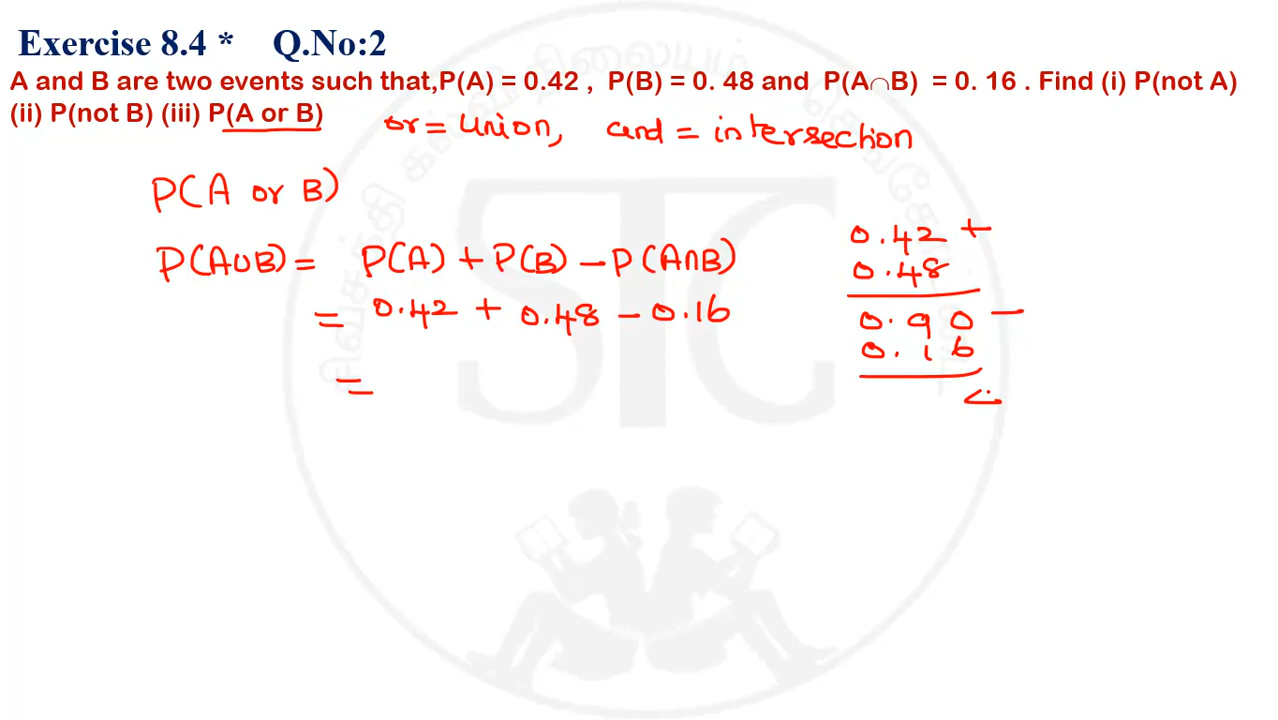 Exercise 8.4 * Q.No:2
A and B are two events such that,P(A) = 0.42 , P(B) = 0. 48 and P(A∩B) = 0. 16 . Find (i) P(not A)
(ii) P(not B) (iii) P(A or B)
or = Union, and = intersection
P(A or B)
P(A∪B) = P(A) + P(B) – P(A∩B)
= 0.42 + 0.48 – 0.16
=
0.42 +
0.48
0.90 –
0.16
STC